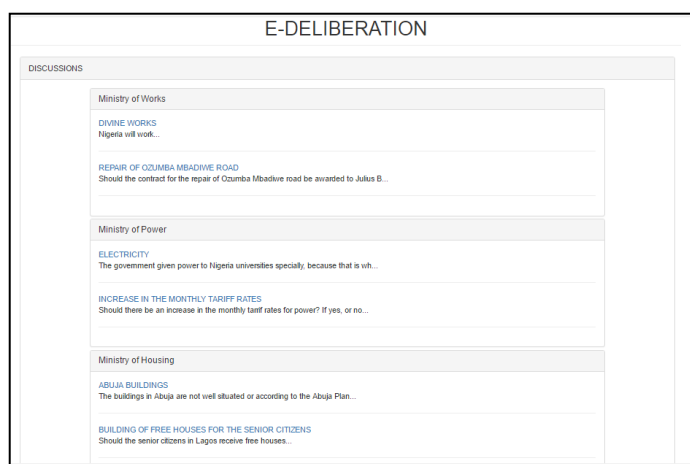 E-DELIBERATION
DISCUSSIONS
Ministry of Works
DIVINE WORKS
Nigeria will work...
REPAIR OF OZUMBA MBADIWE ROAD
Should the contract for the repair of Ozumba Mbadiwe road be awarded to Julius B...
Ministry of Power
ELECTRICITY
The government given power to Nigeria universities specially, because that is wh...
INCREASE IN THE MONTHLY TARIFF RATES
Should there be an increase in the monthly tariff rates for power? If yes, or no...
Ministry of Housing
ABUJA BUILDINGS
The buildings in Abuja are not well situated or according to the Abuja Plan...
BUILDING OF FREE HOUSES FOR THE SENIOR CITIZENS
Should the senior citizens in Lagos receive free houses...